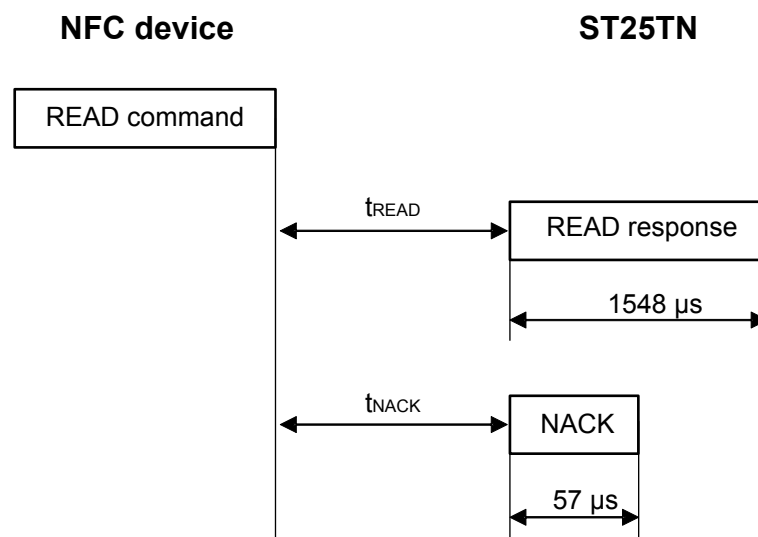 NFC device
ST25TN
READ command
tREAD
READ response
1548 µs
tNACK
NACK
57 µs